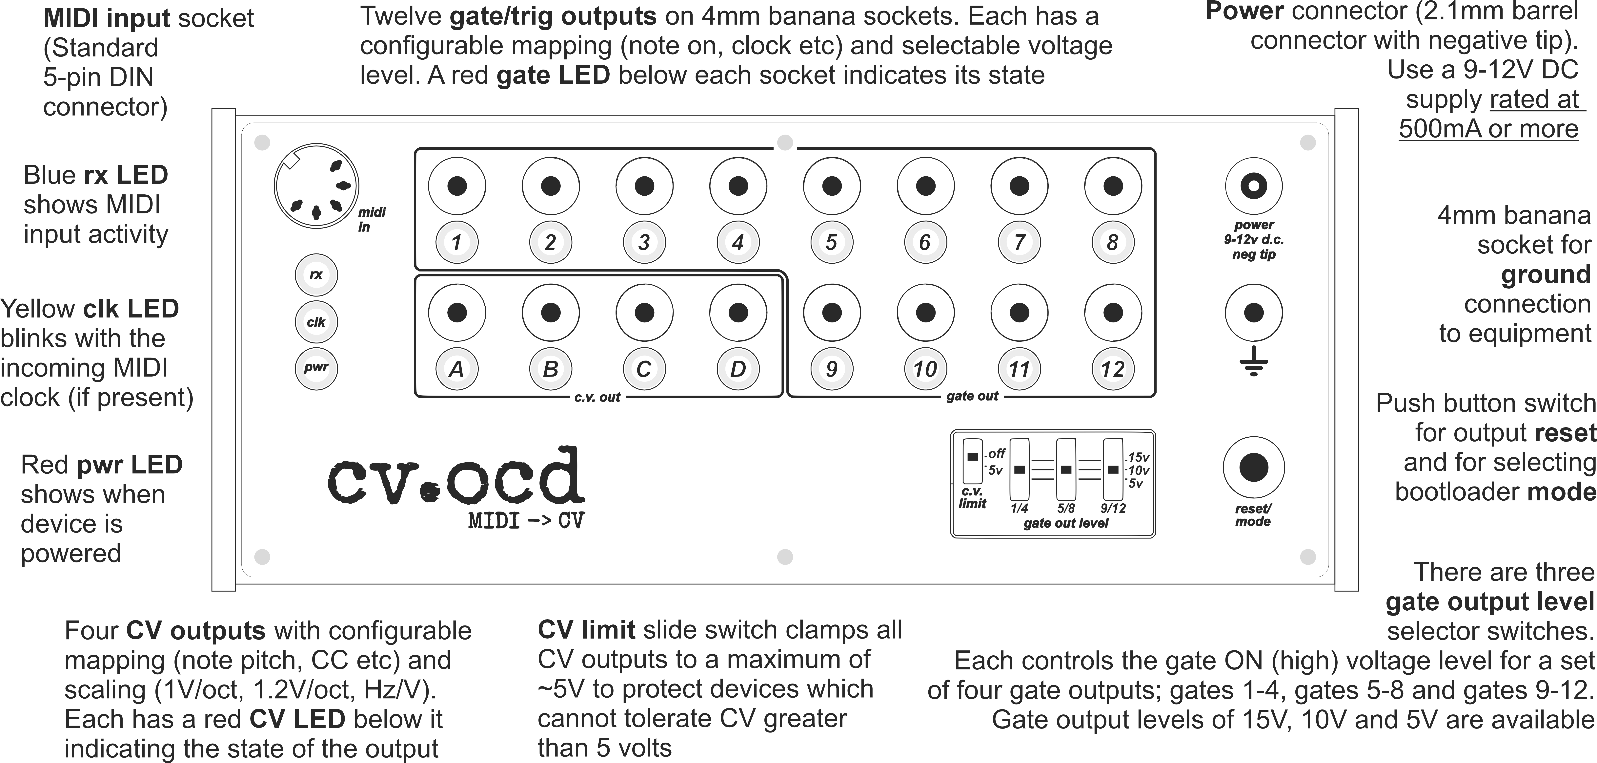 MIDI input socket
(Standard
5-pin DIN
connector)
Twelve gate/trig outputs on 4mm banana sockets. Each has a
configurable mapping (note on, clock etc) and selectable voltage
level. A red gate LED below each socket indicates its state
Power connector (2.1mm barrel
connector with negative tip).
Use a 9-12V DC
supply rated at
500mA or more
Blue rx LED
shows MIDI
input activity
Yellow clk LED
blinks with the
incoming MIDI
clock (if present)
Red pwr LED
shows when
device is
powered
midi
in
rx
clk
pwr
1 2 3 4 5 6 7 8
A B C D 9 10 11 12
c.v. out
gate out
power
9-12v d.c.
neg tip
4mm banana
socket for
ground
connection
to equipment
Push button switch
for output reset
and for selecting
bootloader mode
cv.ocd
MIDI -> CV
off
5v
c.v.
limit
15v
10v
5v
1/4 5/8 9/12
gate out level
reset/
mode
Four CV outputs with configurable
mapping (note pitch, CC etc) and
scaling (1V/oct, 1.2V/oct, Hz/V).
Each has a red CV LED below it
indicating the state of the output
CV limit slide switch clamps all
CV outputs to a maximum of
~5V to protect devices which
cannot tolerate CV greater
than 5 volts
There are three
gate output level
selector switches.
Each controls the gate ON (high) voltage level for a set
of four gate outputs; gates 1-4, gates 5-8 and gates 9-12.
Gate output levels of 15V, 10V and 5V are available